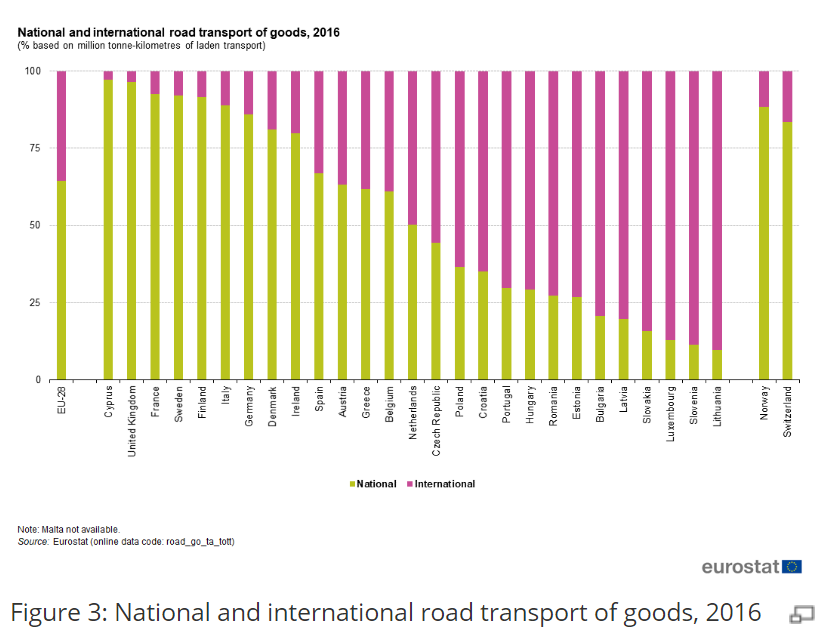 National and international road transport of goods, 2016
(% based on million tonne-kilometres of laden transport)
100
75
50
25
0
EU-28
Cyprus
United Kingdom
France
Sweden
Finland
Italy
Germany
Denmark
Ireland
Spain
Austria
Greece
Belgium
Netherlands
Czech Republic
Poland
Croatia
Portugal
Hungary
Romania
Estonia
Bulgaria
Latvia
Slovakia
Luxembourg
Slovenia
Lithuania
Norway
Switzerland
National International
Note: Malta not available.
Source: Eurostat (online data code: road_go_ta_tott)
eurostat
Figure 3: National and international road transport of goods, 2016